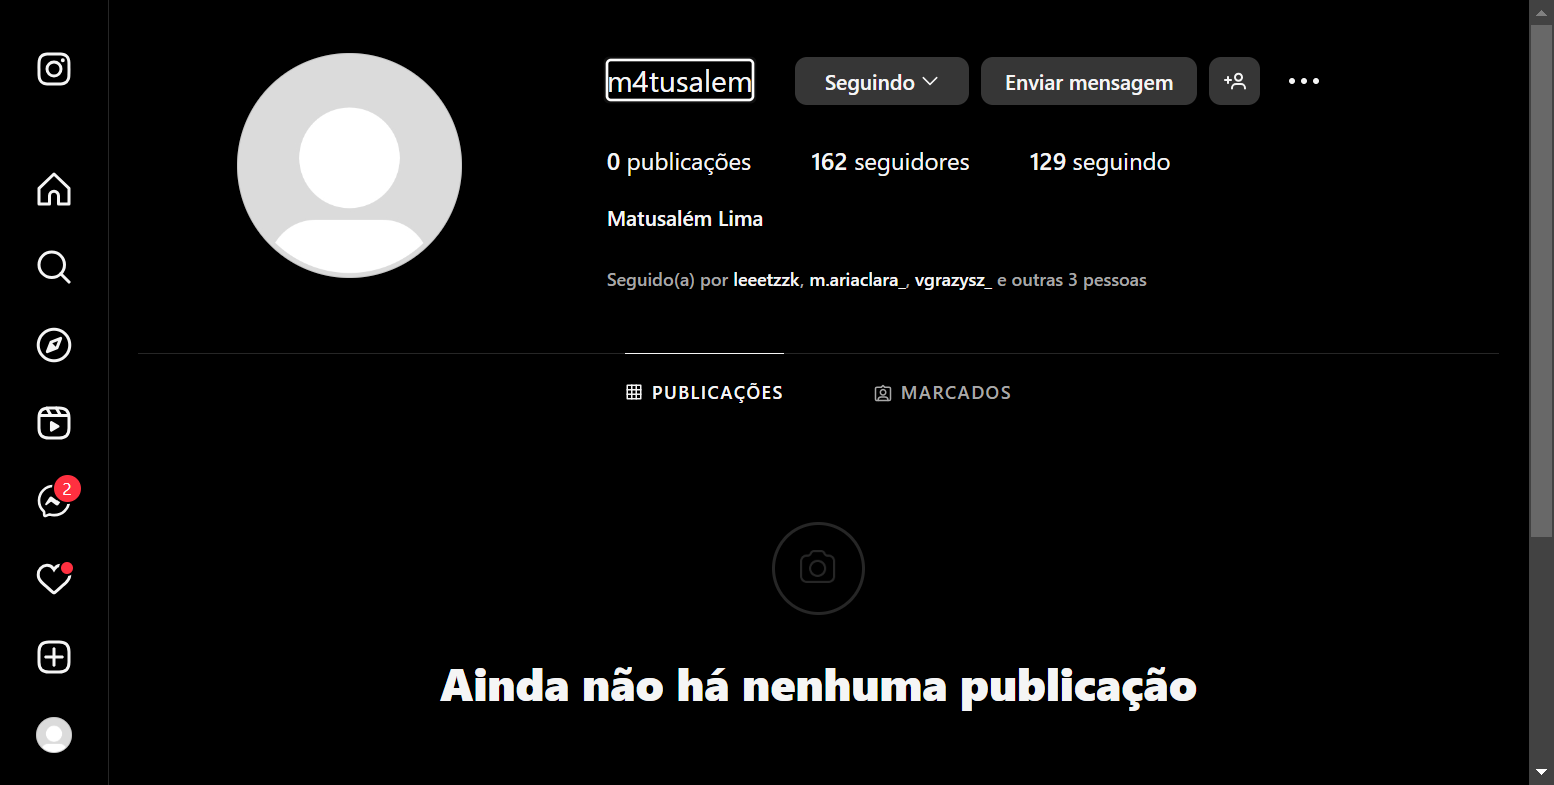 m4tusalem Seguindo Enviar mensagem
0 publicações 162 seguidores 129 seguindo
Matusalém Lima
Seguido(a) por leeetzzk, m.ariaclara_, vgrazysz_ e outras 3 pessoas
PUBLICAÇÕES MARCADOS
2
Ainda não há nenhuma publicação